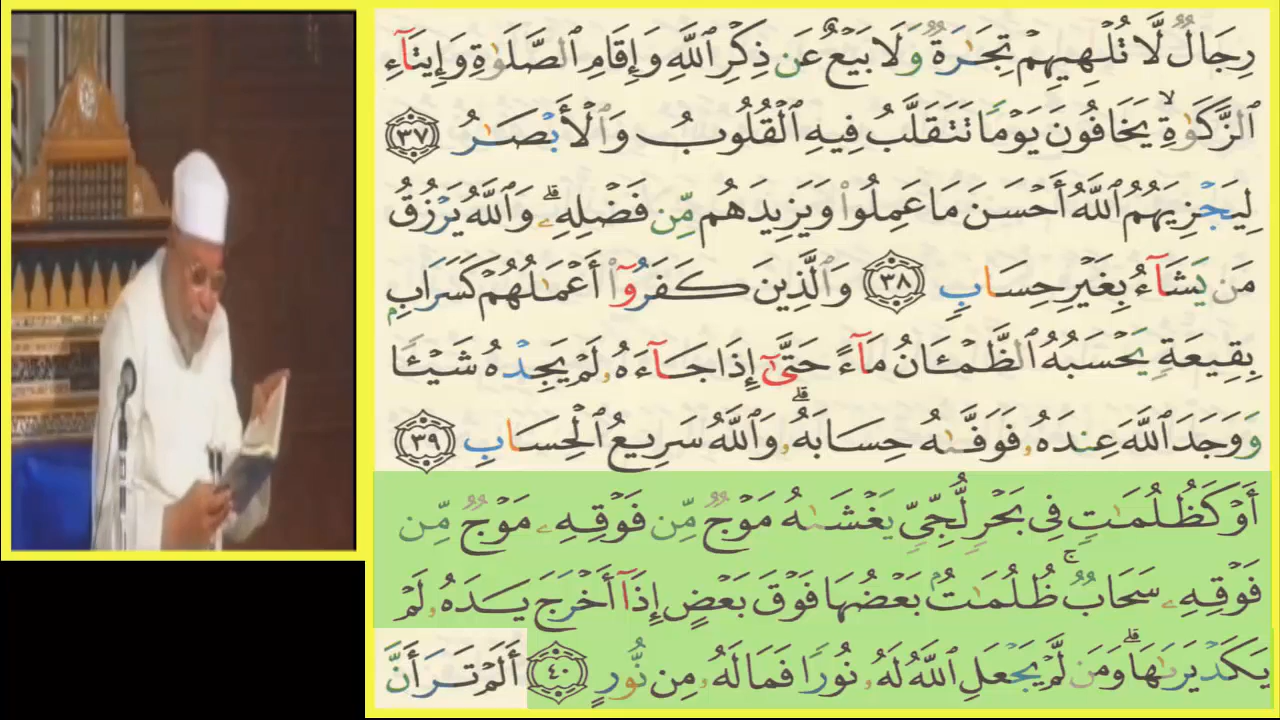 رِجَالٌ لَّا تُلْهِيهِمْ تِجَٰرَةٌ وَلَا بَيْعٌ عَن ذِكْرِ ٱللَّهِ وَإِقَامِ ٱلصَّلَوٰةِ وَإِيتَآءِ
ٱلزَّكَوٰةِ ۙ يَخَافُونَ يَوْمًا تَتَقَلَّبُ فِيهِ ٱلْقُلُوبُ وَٱلْأَبْصَٰرُ ٣٧
لِيَجْزِيَهُمُ ٱللَّهُ أَحْسَنَ مَا عَمِلُوا۟ وَيَزِيدَهُم مِّن فَضْلِهِۦ ۗ وَٱللَّهُ يَرْزُقُ
مَن يَشَآءُ بِغَيْرِ حِسَابٍ ٣٨ وَٱلَّذِينَ كَفَرُوٓا۟ أَعْمَٰلُهُمْ كَسَرَابٍۭ
بِقِيعَةٍ يَحْسَبُهُ ٱلظَّمْـَٔانُ مَآءً حَتَّىٰٓ إِذَا جَآءَهُۥ لَمْ يَجِدْهُ شَيْـًٔا
وَوَجَدَ ٱللَّهَ عِندَهُۥ فَوَفَّىٰهُ حِسَابَهُۥ ۗ وَٱللَّهُ سَرِيعُ ٱلْحِسَابِ ٣٩
أَوْ كَظُلُمَٰتٍ فِى بَحْرٍ لُّجِّىٍّ يَغْشَىٰهُ مَوْجٌ مِّن فَوْقِهِۦ مَوْجٌ مِّن
فَوْقِهِۦ سَحَابٌ ۚ ظُلُمَٰتٌۢ بَعْضُهَا فَوْقَ بَعْضٍ إِذَآ أَخْرَجَ يَدَهُۥ لَمْ
يَكَدْ يَرَىٰهَا ۗ وَمَن لَّمْ يَجْعَلِ ٱللَّهُ لَهُۥ نُورًا فَمَا لَهُۥ مِن نُّورٍ ٤٠ أَلَمْ تَرَ أَنَّ